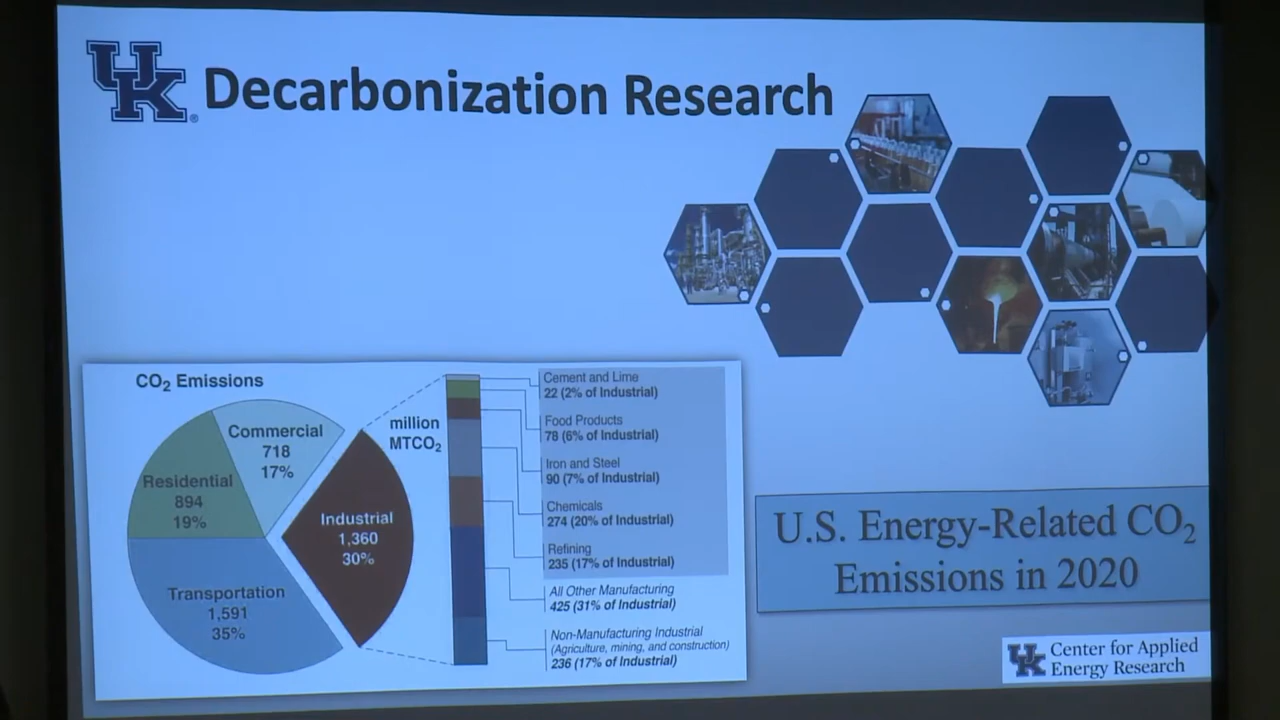 UK Decarbonization Research
CO₂ Emissions
Commercial
718
17%
Residential
894
19%
Transportation
1,591
35%
Industrial
1,360
30%
million
MTCO₂
Cement and Lime
22 (2% of Industrial)
Food Products
78 (6% of Industrial)
Iron and Steel
90 (7% of Industrial)
Chemicals
274 (20% of Industrial)
Refining
235 (17% of Industrial)
All Other Manufacturing
425 (31% of Industrial)
Non-Manufacturing Industrial
(Agriculture, mining, and construction)
236 (17% of Industrial)
U.S. Energy-Related CO₂
Emissions in 2020
UK Center for Applied
Energy Research